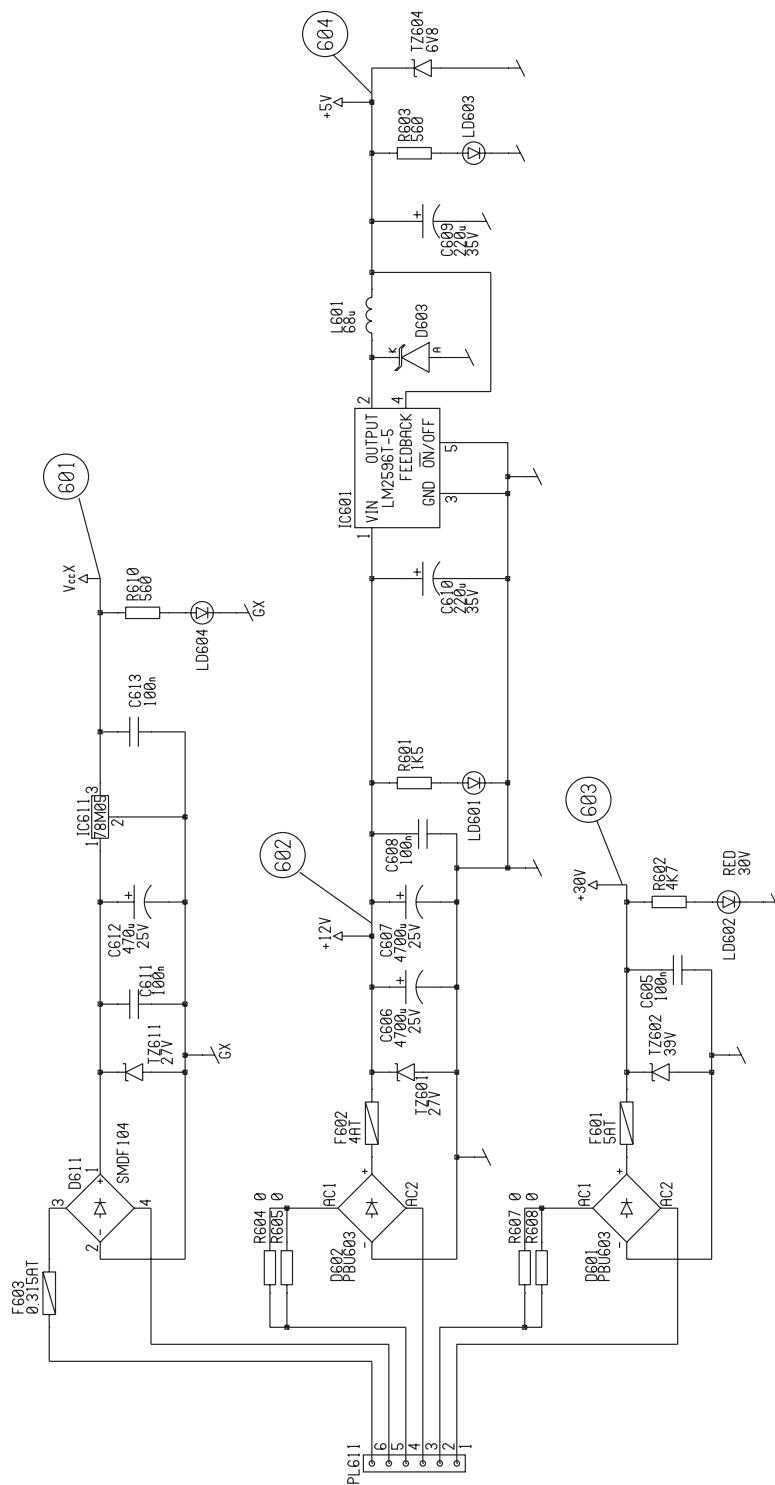 F603
0.315AT
D611
SMDF104
3
1
2
4
+
-
TZ611
27V
C611
100n
C612
470u
25V
+
IC611
78M05
1
3
2
C613
100n
R610
560
LD604
GX
GX
VccX
601
R604 0
R605 0
AC1
AC2
D602
PBU603
+
-
F602
4AT
TZ601
27V
C606
4700u
25V
+
C607
4700u
25V
+
+12V
602
C608
100n
R601
1K5
LD601
C610
220u
35V
+
IC601
VIN
OUTPUT
LM2596T-5
FEEDBACK
GND
ON/OFF
1
2
4
3
5
K
A
D603
L601
68u
C609
220u
35V
+
R603
560
LD603
+5V
604
TZ604
6V8
R607 0
R608 0
AC1
AC2
D601
PBU603
+
-
F601
5AT
TZ602
39V
C605
100n
+30V
603
R602
4K7
LD602
RED
30V
PL611
6
5
4
3
2
1